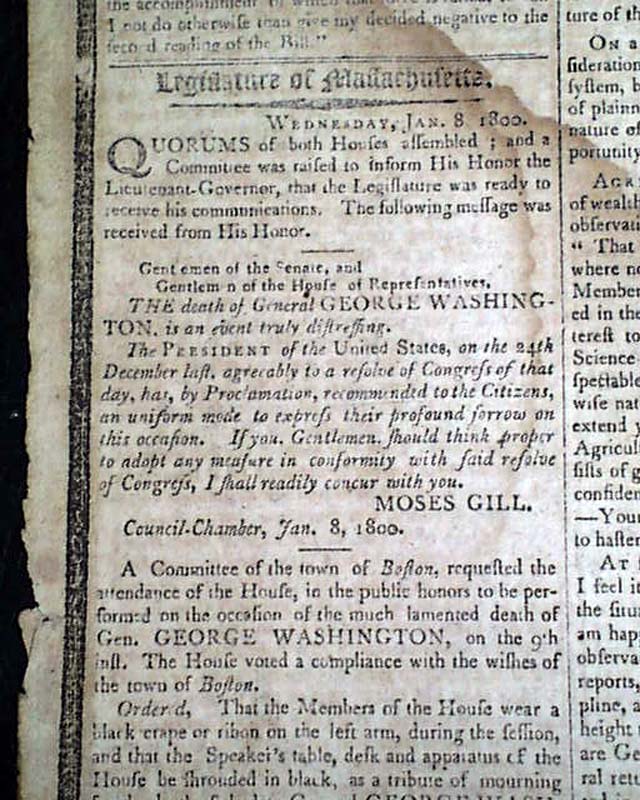 the accompaniment of which
I not do otherwiſe than give my decided negative to the
ſecond reading of the Bill."
Legiſlature of Maſſachuſetts.
WEDNESDAY, JAN. 8. 1800.
QUORUMS of both Houſes aſſembled ; and a
Committee was raiſed to inform His Honor the
Lieutenant-Governor, that the Legiſlature was ready to
receive his communications. The following meſſage was
received from His Honor.
Gentlemen of the Senate, and
Gentlemen of the Houſe of Repreſentatives,
THE death of General GEORGE WASHING-
TON, is an event truly diſtreſſing.
The PRESIDENT of the United States, on the 24th
December laſt, agreeably to a reſolve of Congreſs of that
day, has, by Proclamation, recommended to the Citizens,
an uniform mode to expreſs their profound ſorrow on
this occaſion. If you, Gentlemen, ſhould think proper
to adopt any meaſure in conformity with ſaid reſolve
of Congreſs, I ſhall readily concur with you.
MOSES GILL.
Council-Chamber, Jan. 8, 1800.
A Committee of the town of Boſton, requeſted the
attendance of the Houſe, in the public honors to be per-
formed on the occaſion of the much lamented death of
Gen. GEORGE WASHINGTON, on the 9th
inſt. The Houſe voted a compliance with the wiſhes of
the town of Boſton.
Ordered, That the Members of the Houſe wear a
black crape or ribon on the left arm, during the ſeſſion,
and that the Speaker's table, deſk and apparatus of the
Houſe be ſhrouded in black, as a tribute of mourning
GEORGE
ture of
ON a
ſideration
ſyſtem, b
of plainn
nature of
portunity
AGR
of wealth
obſervati
" That
where no
Member
ed in the
tereſt to
Science
ſpectable
wiſe nat
extend y
Agricul
ſiſts of g
confiden
—Your
to haſten
AT
I feel it
the ſitu
am happ
obſerva
reports,
pline, a
height
are Ge
ral retu